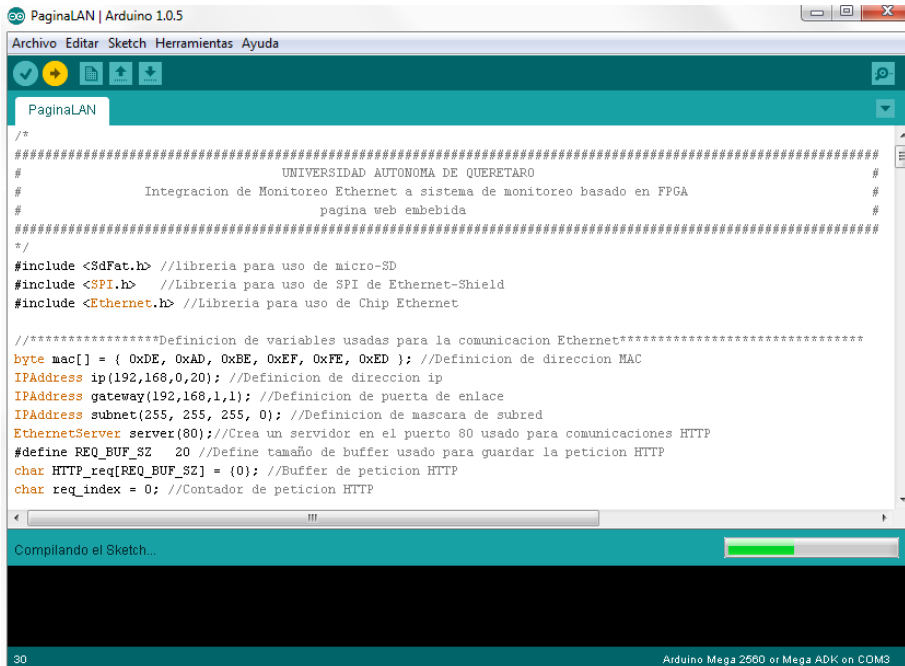 PaginaLAN | Arduino 1.0.5
Archivo Editar Sketch Herramientas Ayuda
PaginaLAN
/*
#################################################################################################################
# UNIVERSIDAD AUTONOMA DE QUERETARO #
# Integracion de Monitoreo Ethernet a sistema de monitoreo basado en FPGA #
# pagina web embebida #
#################################################################################################################
*/
#include <SdFat.h> //libreria para uso de micro-SD
#include <SPI.h> //Libreria para uso de SPI de Ethernet-Shield
#include <Ethernet.h> //Libreria para uso de Chip Ethernet
//*****************Definicion de variables usadas para la comunicacion Ethernet********************************
byte mac[] = { 0xDE, 0xAD, 0xBE, 0xEF, 0xFE, 0xED }; //Definicion de direccion MAC
IPAddress ip(192,168,0,20); //Definicion de direccion ip
IPAddress gateway(192,168,1,1); //Definicion de puerta de enlace
IPAddress subnet(255, 255, 255, 0); //Definicion de mascara de subred
EthernetServer server(80);//Crea un servidor en el puerto 80 usado para comunicaciones HTTP
#define REQ_BUF_SZ 20 //Define tamaño de buffer usado para guardar la peticion HTTP
char HTTP_req[REQ_BUF_SZ] = {0}; //Buffer de peticion HTTP
char req_index = 0; //Contador de peticion HTTP
Compilando el Sketch...
30
Arduino Mega 2560 or Mega ADK on COM3